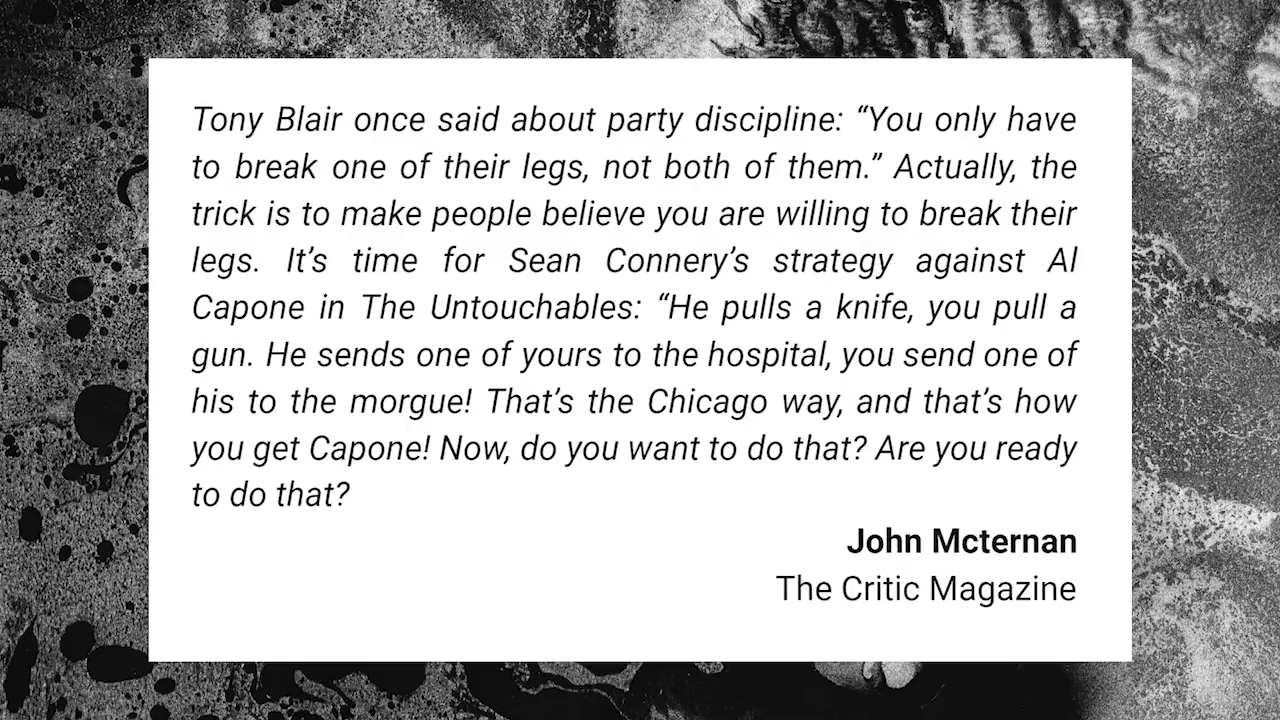 Tony Blair once said about party discipline: “You only have
to break one of their legs, not both of them.” Actually, the
trick is to make people believe you are willing to break their
legs. It’s time for Sean Connery’s strategy against Al
Capone in The Untouchables: “He pulls a knife, you pull a
gun. He sends one of yours to the hospital, you send one of
his to the morgue! That’s the Chicago way, and that’s how
you get Capone! Now, do you want to do that? Are you ready
to do that?
John Mcternan
The Critic Magazine